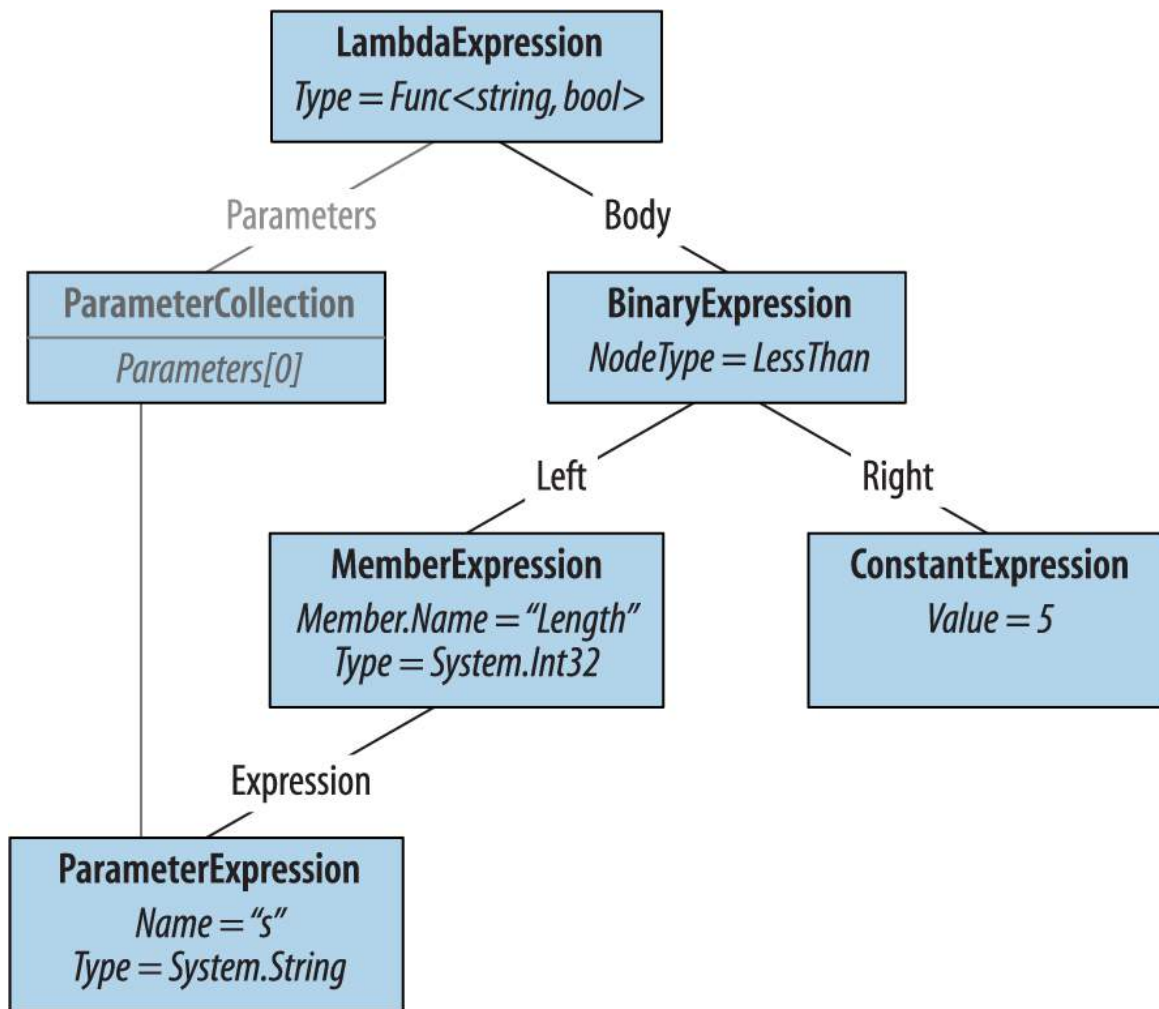 LambdaExpression
Type = Func<string, bool>
Parameters
Body
ParameterCollection
Parameters[0]
BinaryExpression
NodeType = LessThan
Left
Right
MemberExpression
Member.Name = “Length”
Type = System.Int32
ConstantExpression
Value = 5
Expression
ParameterExpression
Name = “s”
Type = System.String